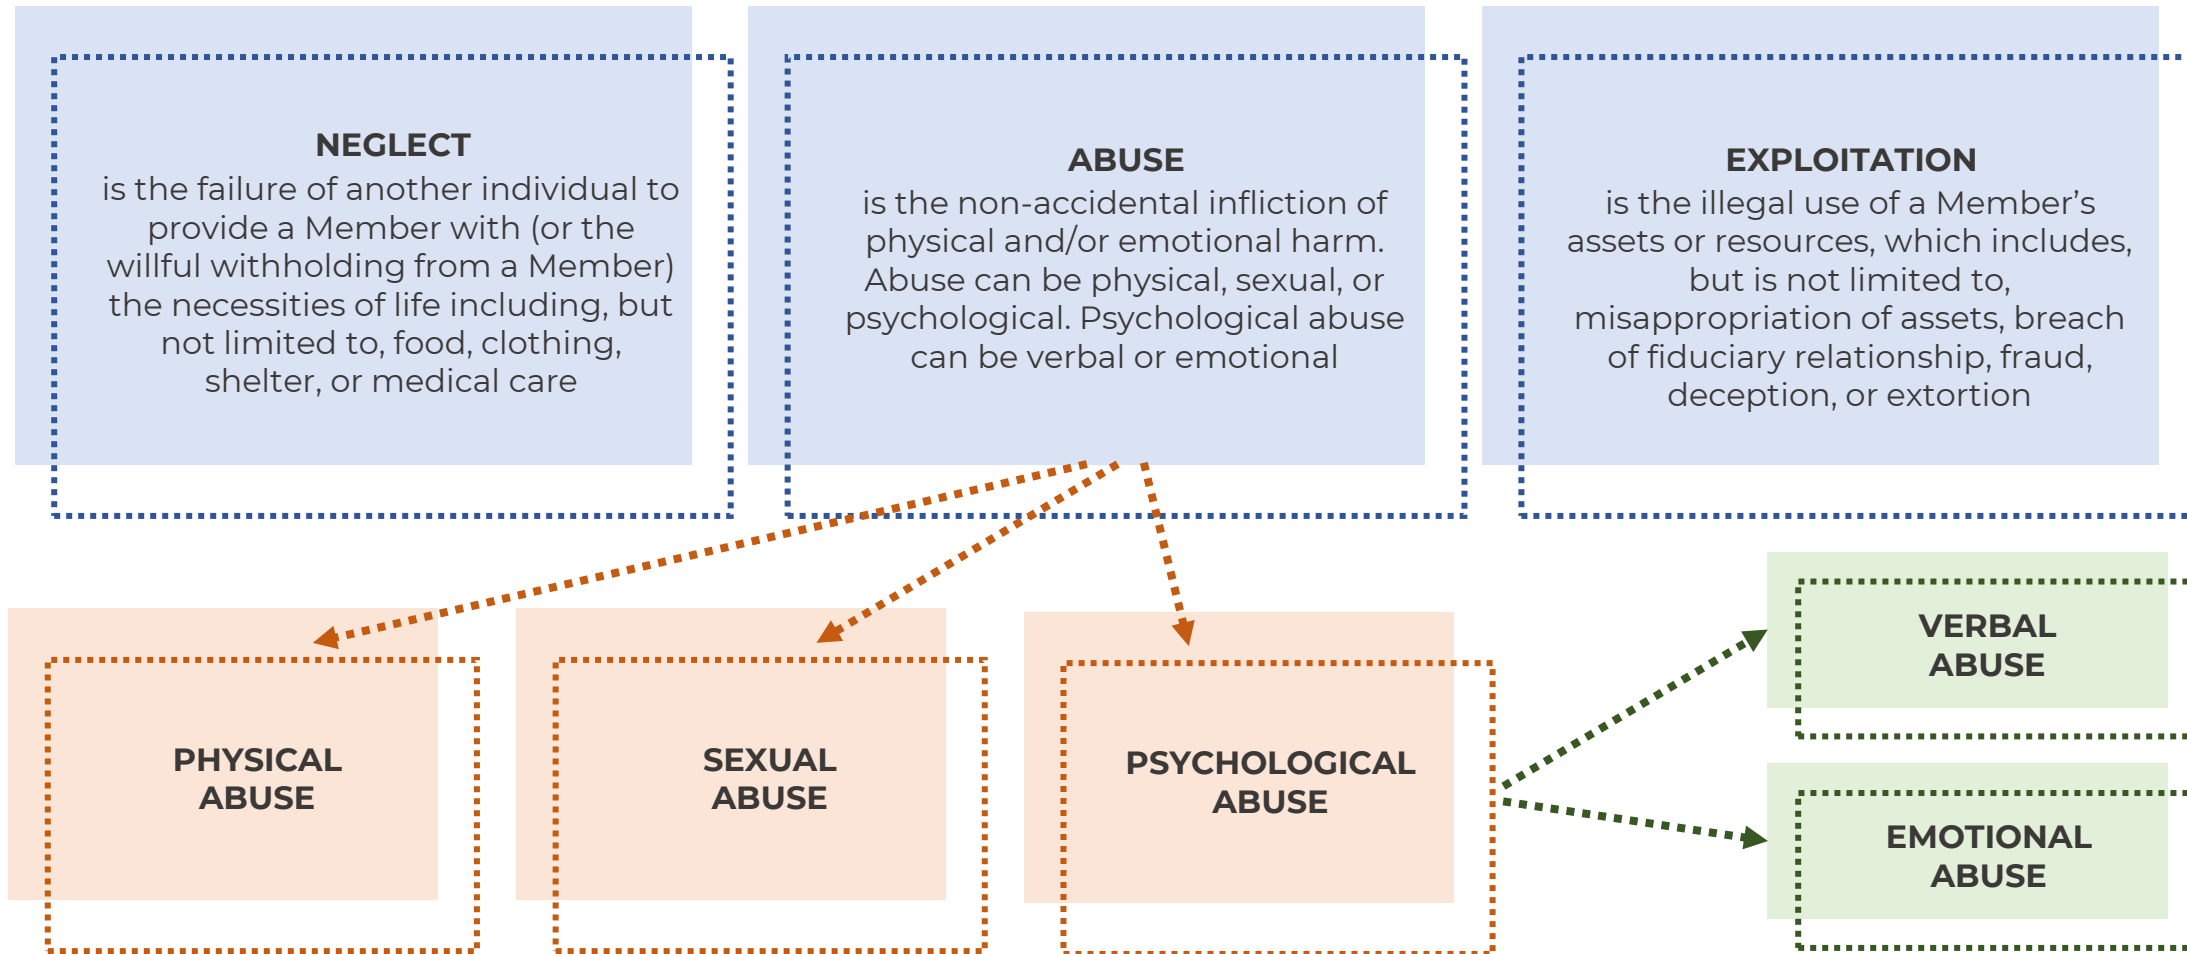 NEGLECT
is the failure of another individual to
provide a Member with (or the
willful withholding from a Member)
the necessities of life including, but
not limited to, food, clothing,
shelter, or medical care
ABUSE
is the non-accidental infliction of
physical and/or emotional harm.
Abuse can be physical, sexual, or
psychological. Psychological abuse
can be verbal or emotional
EXPLOITATION
is the illegal use of a Member’s
assets or resources, which includes,
but is not limited to,
misappropriation of assets, breach
of fiduciary relationship, fraud,
deception, or extortion
PHYSICAL
ABUSE
SEXUAL
ABUSE
PSYCHOLOGICAL
ABUSE
VERBAL
ABUSE
EMOTIONAL
ABUSE